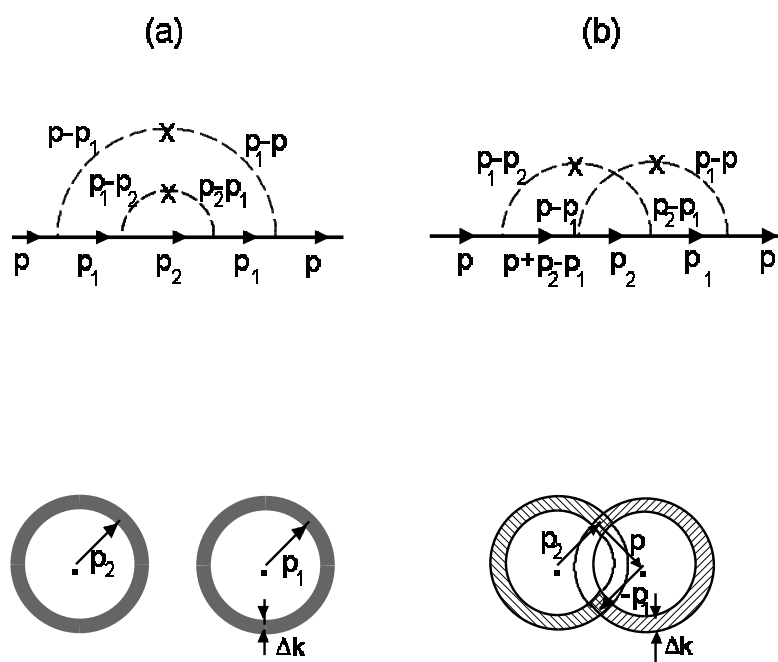 (a) (b)
p-p₁ x p₁-p
p₁-p₂ x p₂-p₁
p p₁ p₂ p₁ p
p₁-p₂ x x p₁-p
p-p₁ p₂-p₁
p p+p₂-p₁ p₂ p₁ p
p₂ p₁ Δk
p₂ p -p₁ Δk